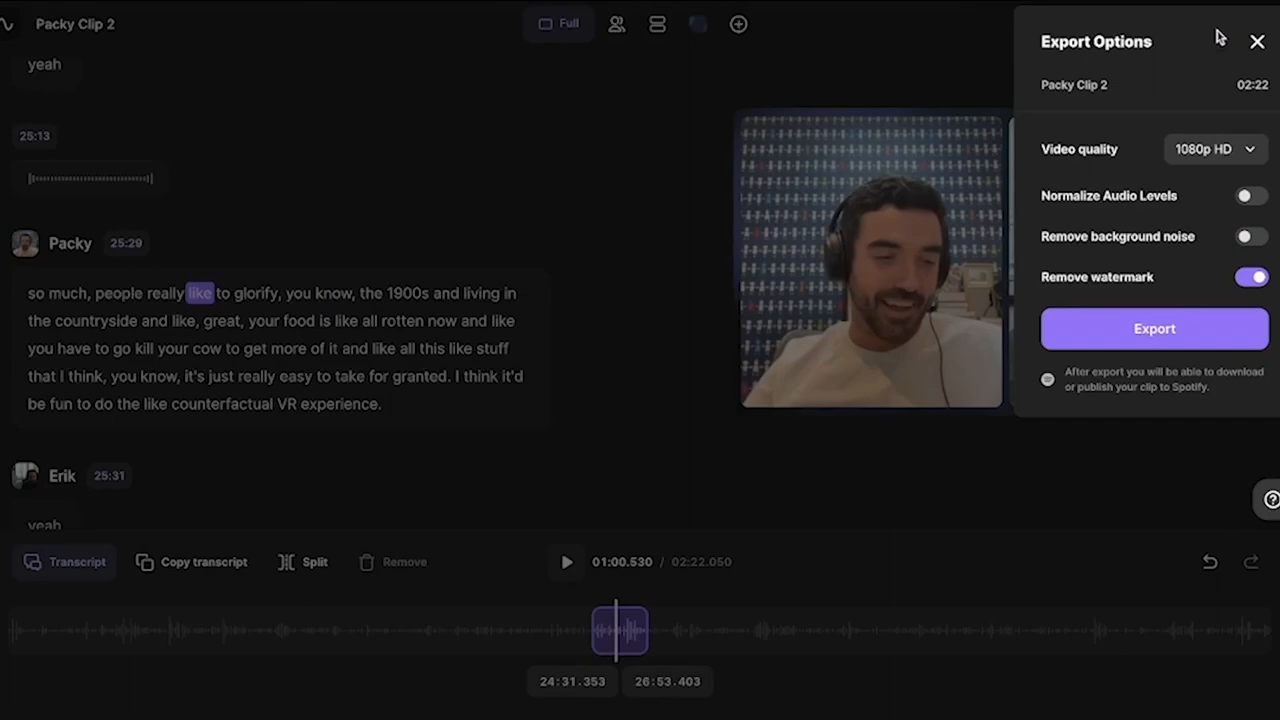 Packy Clip 2
Full
yeah
25:13
Packy 25:29
so much, people really like to glorify, you know, the 1900s and living in
the countryside and like, great, your food is like all rotten now and like
you have to go kill your cow to get more of it and like all this like stuff
that I think, you know, it's just really easy to take for granted. I think it'd
be fun to do the like counterfactual VR experience.
Erik 25:31
yeah
Export Options
Packy Clip 2 02:22
Video quality 1080p HD
Normalize Audio Levels
Remove background noise
Remove watermark
Export
After export you will be able to download
or publish your clip to Spotify.
Transcript Copy transcript Split Remove 01:00.530 / 02:22.050
24:31.353 26:53.403